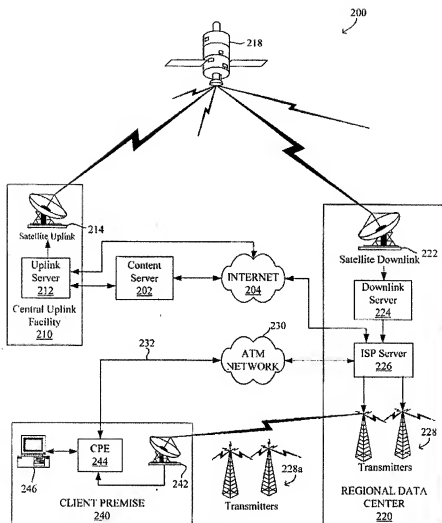 200
218
214
Satellite Uplink
Uplink
Server
212
Central Uplink
Facility
210
Content
Server
202
INTERNET
204
222
Satellite Downlink
Downlink
Server
224
232
230
ATM
NETWORK
ISP Server
226
228
Transmitters
REGIONAL DATA
CENTER
220
CPE
244
246
242
CLIENT PREMISE
240
228a
Transmitters